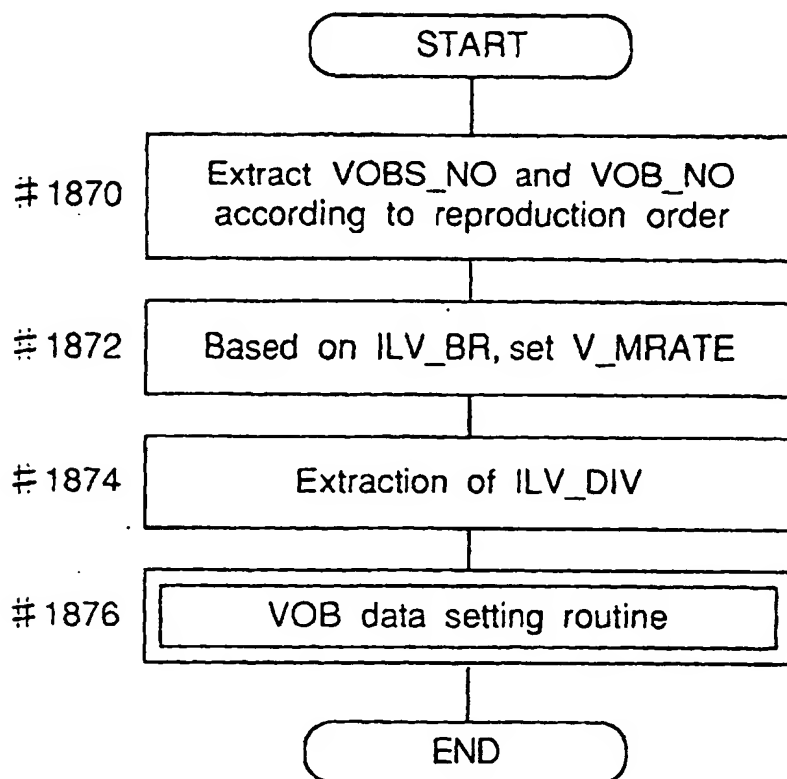 START
#1870
Extract VOBS_NO and VOB_NO
according to reproduction order
#1872
Based on ILV_BR, set V_MRATE
#1874
Extraction of ILV_DIV
#1876
VOB data setting routine
END